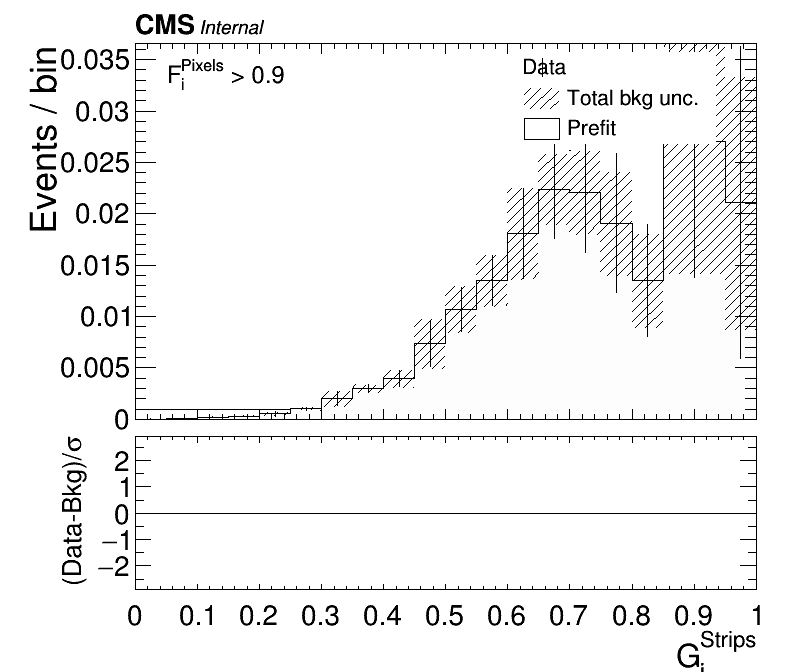 CMS Internal
F_i^Pixels > 0.9
Data
Total bkg unc.
Prefit
Events / bin
0.035
0.03
0.025
0.02
0.015
0.01
0.005
0
(Data-Bkg)/σ
2
1
0
−1
−2
0 0.1 0.2 0.3 0.4 0.5 0.6 0.7 0.8 0.9 1
G_i^Strips